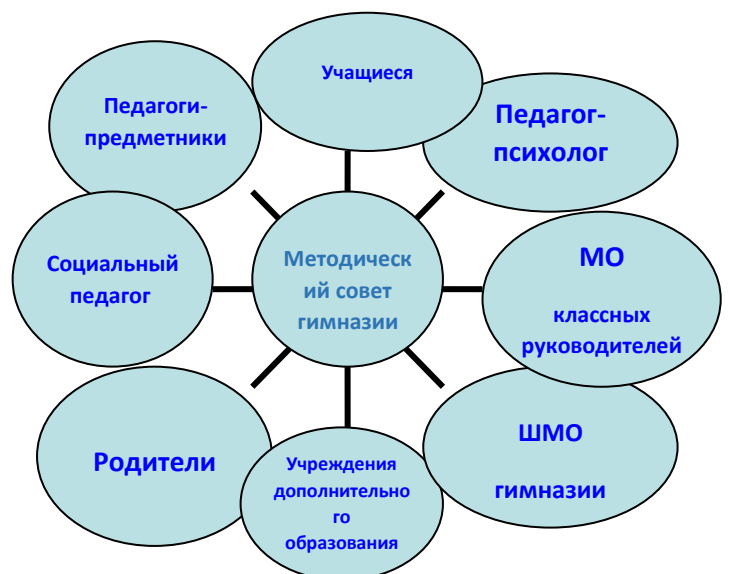 Учащиеся
Педагоги-
предметники
Педагог-
психолог
Социальный
педагог
Методическ
ий совет
гимназии
МО
классных
руководителей
Родители
Учреждения
дополнительно
го
образования
ШМО
гимназии